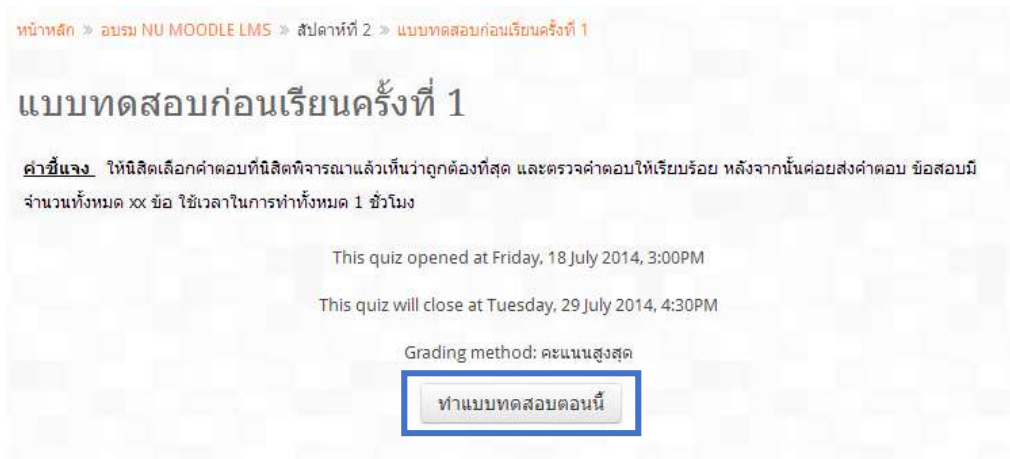 หน้าหลัก » อบรม NU MOODLE LMS » สัปดาห์ที่ 2 » แบบทดสอบก่อนเรียนครั้งที่ 1
แบบทดสอบก่อนเรียนครั้งที่ 1
คำชี้แจง ให้นิสิตเลือกคำตอบที่นิสิตพิจารณาแล้วเห็นว่าถูกต้องที่สุด และตรวจคำตอบให้เรียบร้อย หลังจากนั้นค่อยส่งคำตอบ ข้อสอบมี
จำนวนทั้งหมด xx ข้อ ใช้เวลาในการทำทั้งหมด 1 ชั่วโมง
This quiz opened at Friday, 18 July 2014, 3:00PM
This quiz will close at Tuesday, 29 July 2014, 4:30PM
Grading method: คะแนนสูงสุด
ทำแบบทดสอบตอนนี้